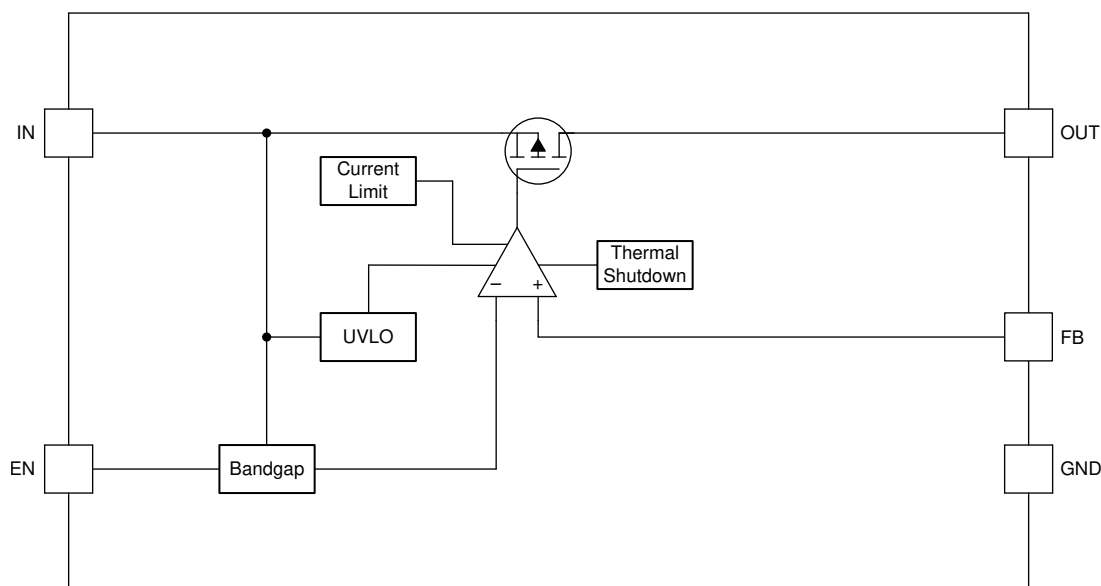 IN
OUT
Current
Limit
Thermal
Shutdown
−
+
UVLO
FB
EN
Bandgap
GND